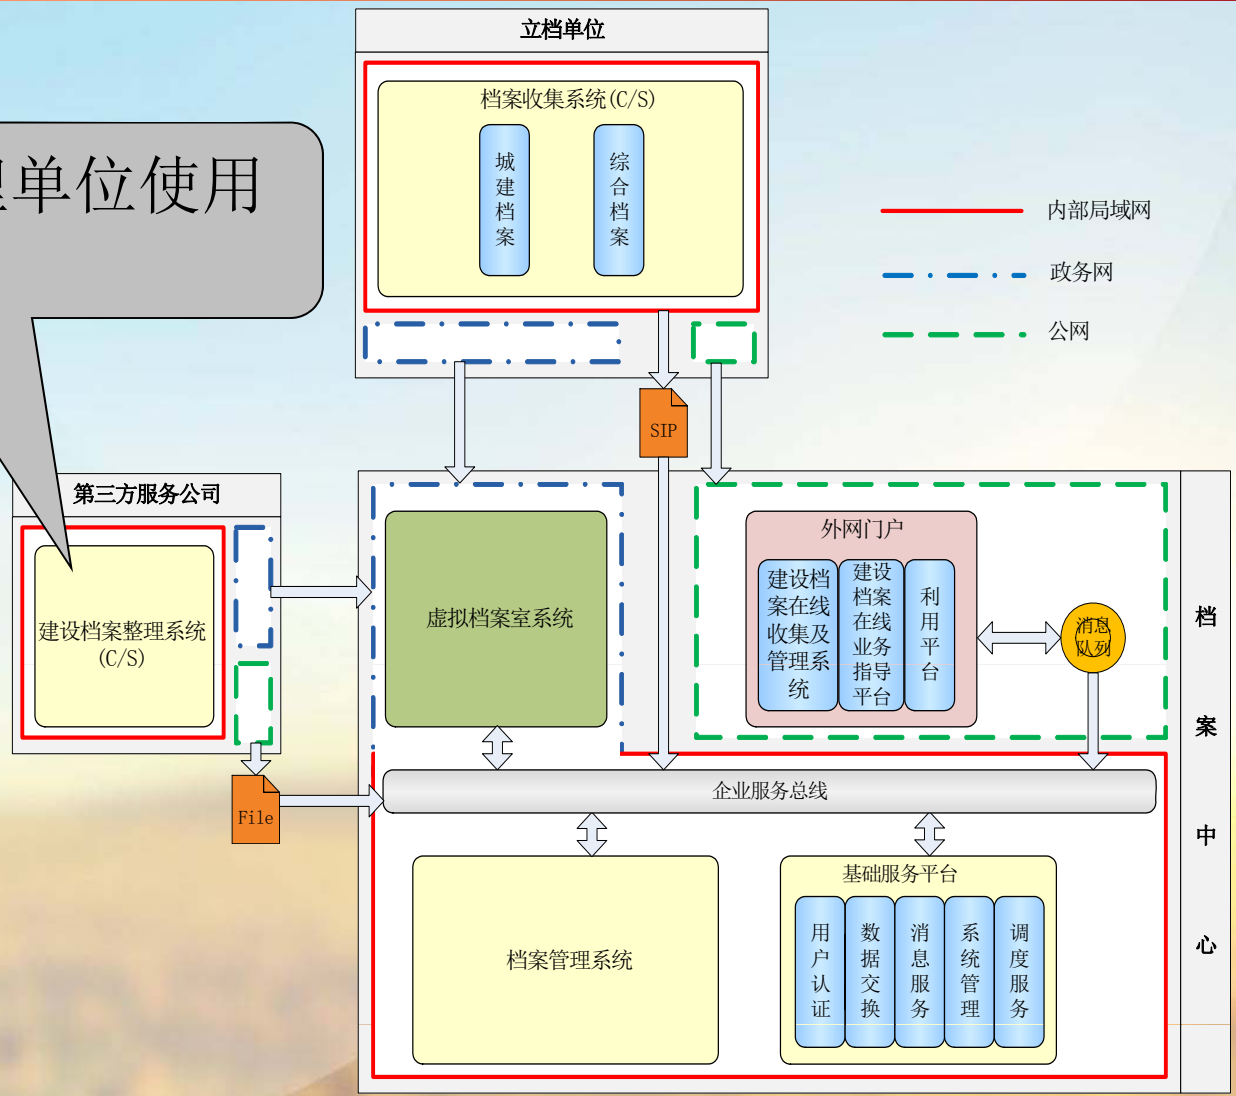 立档单位
档案收集系统(C/S)
城建档案
综合档案
单位使用
内部局域网
政务网
公网
SIP
第三方服务公司
建设档案整理系统
(C/S)
File
虚拟档案室系统
外网门户
建设档
案在线
收集及
管理系
统
建设
档案
在线
业务
指导
平台
利用平台
消息
队列
企业服务总线
档案管理系统
基础服务平台
用户认证
数据交换
消息服务
系统管理
调度服务
档案中心